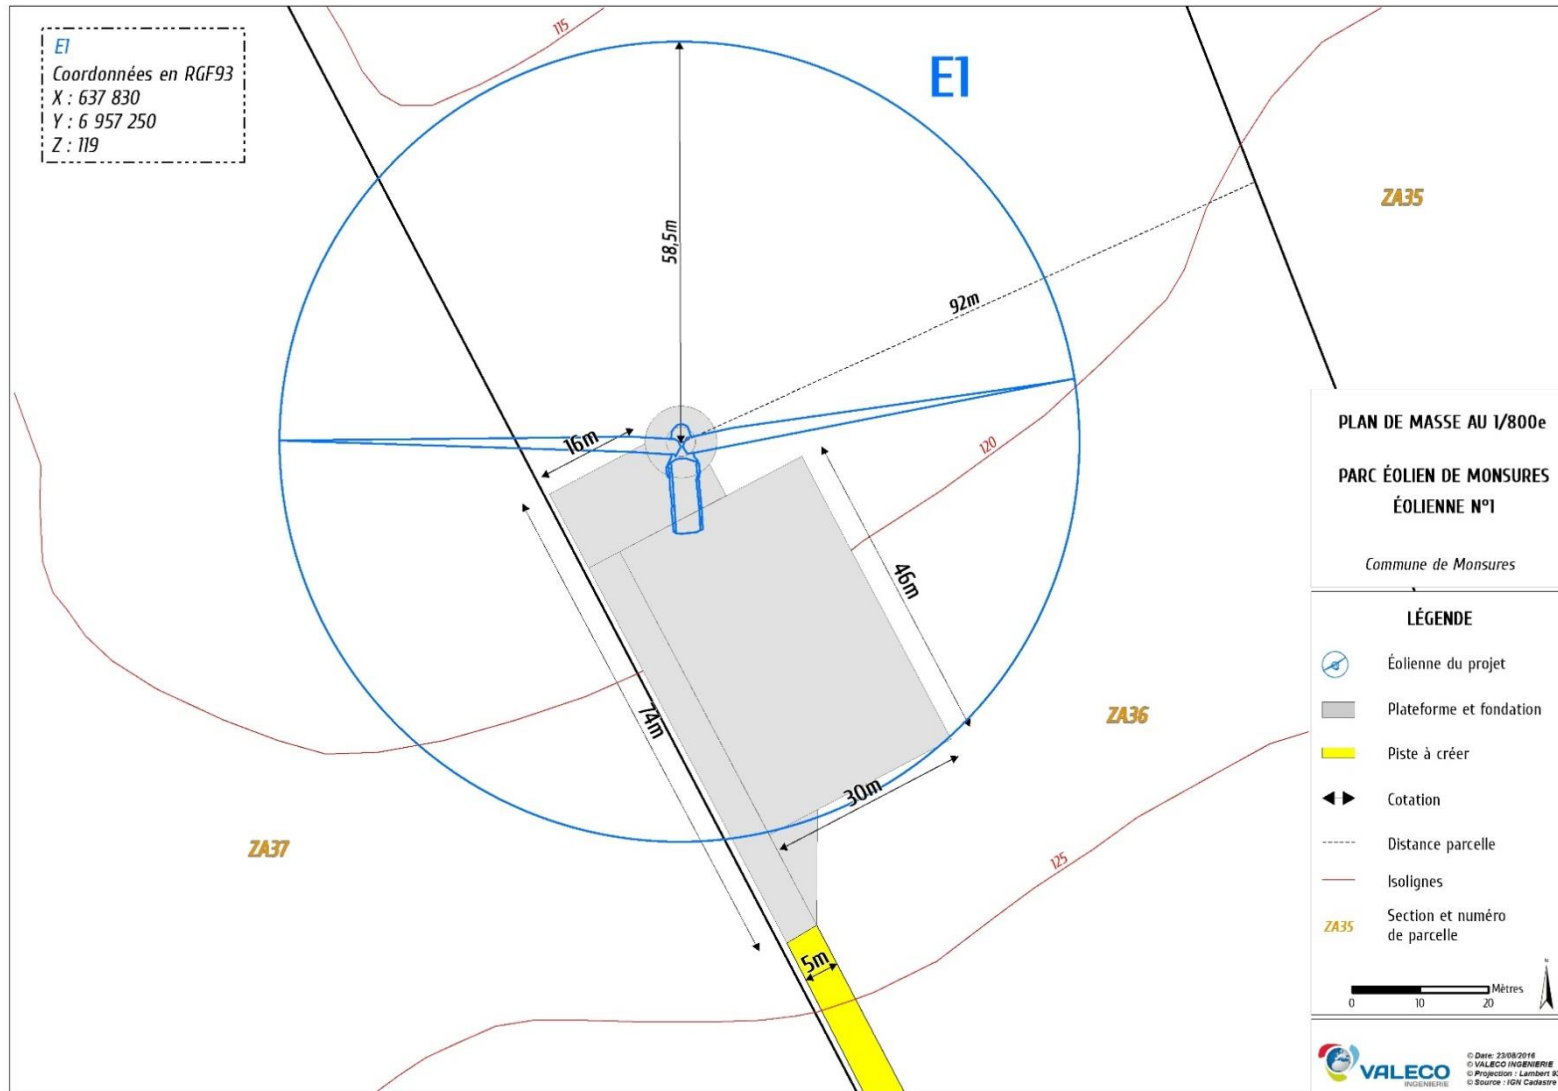 E1
Coordonnées en RGF93
X : 637 830
Y : 6 957 250
Z : 119
115
E1
58,5m
92m
ZA35
16m
120
46m
74m
30m
ZA36
ZA37
125
5m
PLAN DE MASSE AU 1/800e
PARC ÉOLIEN DE MONSURES
ÉOLIENNE N°1
Commune de Monsures
LÉGENDE
Éolienne du projet
Plateforme et fondation
Piste à créer
Cotation
Distance parcelle
Isolignes
ZA35
Section et numéro
de parcelle
N
Mètres
0 10 20
VALECO
INGENIERIE
© Date: 23/08/2016
© VALECO INGENIERIE
© Projection : Lambert 93
© Source : IGN Cadastre